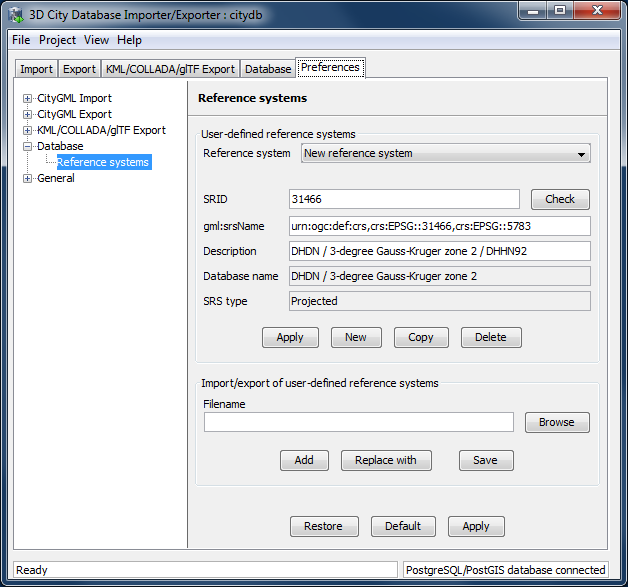 3D City Database Importer/Exporter : citydb
File Project View Help
Import Export KML/COLLADA/glTF Export Database Preferences
CityGML Import
CityGML Export
KML/COLLADA/glTF Export
Database
Reference systems
General
Reference systems
User-defined reference systems
Reference system New reference system
SRID 31466 Check
gml:srsName urn:ogc:def:crs,crs:EPSG::31466,crs:EPSG::5783
Description DHDN / 3-degree Gauss-Kruger zone 2 / DHHN92
Database name DHDN / 3-degree Gauss-Kruger zone 2
SRS type Projected
Apply New Copy Delete
Import/export of user-defined reference systems
Filename
Browse
Add Replace with Save
Restore Default Apply
Ready PostgreSQL/PostGIS database connected